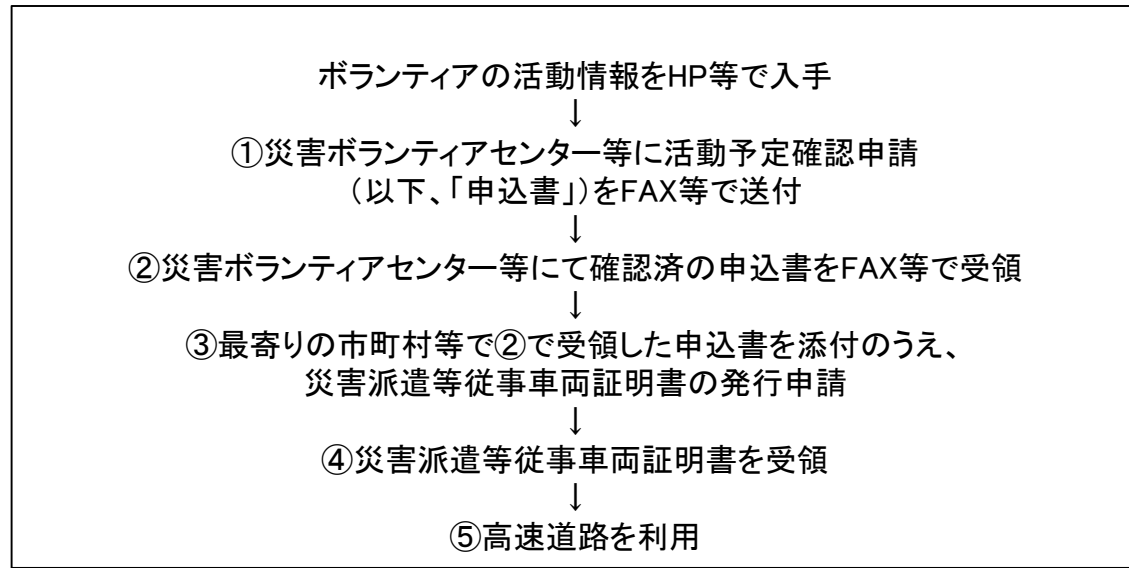 ボランティアの活動情報をHP等で入手
↓
①災害ボランティアセンター等に活動予定確認申請
（以下、「申込書」）をFAX等で送付
↓
②災害ボランティアセンター等にて確認済の申込書をFAX等で受領
↓
③最寄りの市町村等で②で受領した申込書を添付のうえ、
災害派遣等従事車両証明書の発行申請
↓
④災害派遣等従事車両証明書を受領
↓
⑤高速道路を利用